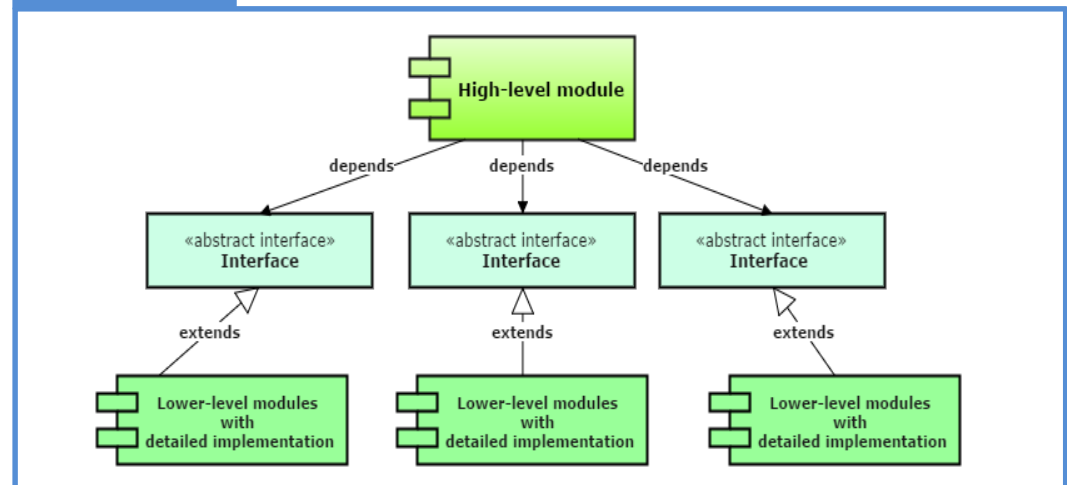 High-level module
depends
depends
depends
«abstract interface»
Interface
«abstract interface»
Interface
«abstract interface»
Interface
extends
extends
extends
Lower-level modules
with
detailed implementation
Lower-level modules
with
detailed implementation
Lower-level modules
with
detailed implementation